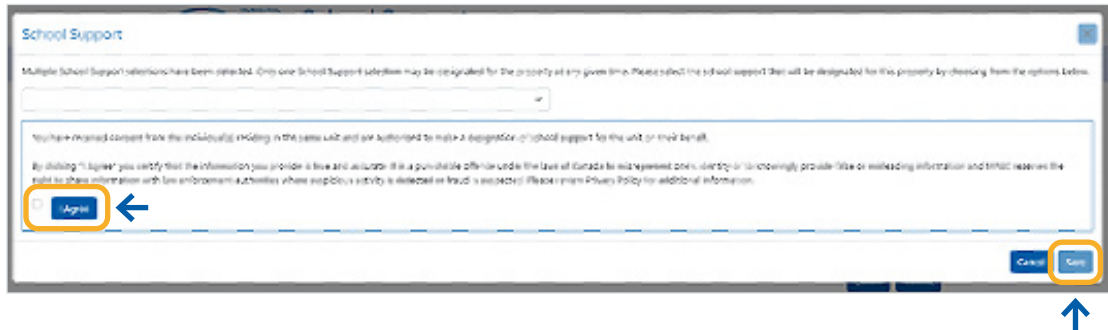 School Support
Multiple School Support selections have been selected. Only one School Support selection may be designated for the property at any given time. Please select the school support that will be designated for this property by choosing from the options below.
You have received consent from the individual(s) residing in the same unit and are authorized to make a designation of school support for the unit on their behalf.
By clicking "I Agree" you certify that the information you provide is true and accurate. It is a punishable offence under the laws of Canada to misrepresent one's identity or to knowingly provide false or misleading information and MPAC reserves the
right to share information with law enforcement authorities where suspicious activity is detected or fraud is suspected. Please review Privacy Policy for additional information.
I Agree
Cancel Save